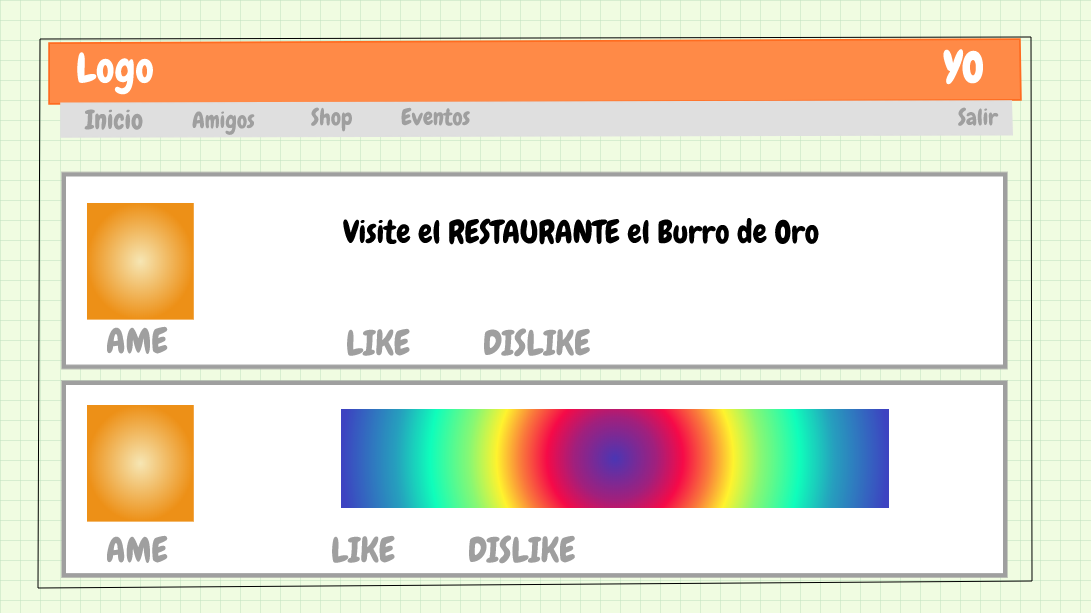 Logo
YO
Inicio Amigos Shop Eventos Salir
Visite el RESTAURANTE el Burro de Oro
AME LIKE DISLIKE
AME LIKE DISLIKE